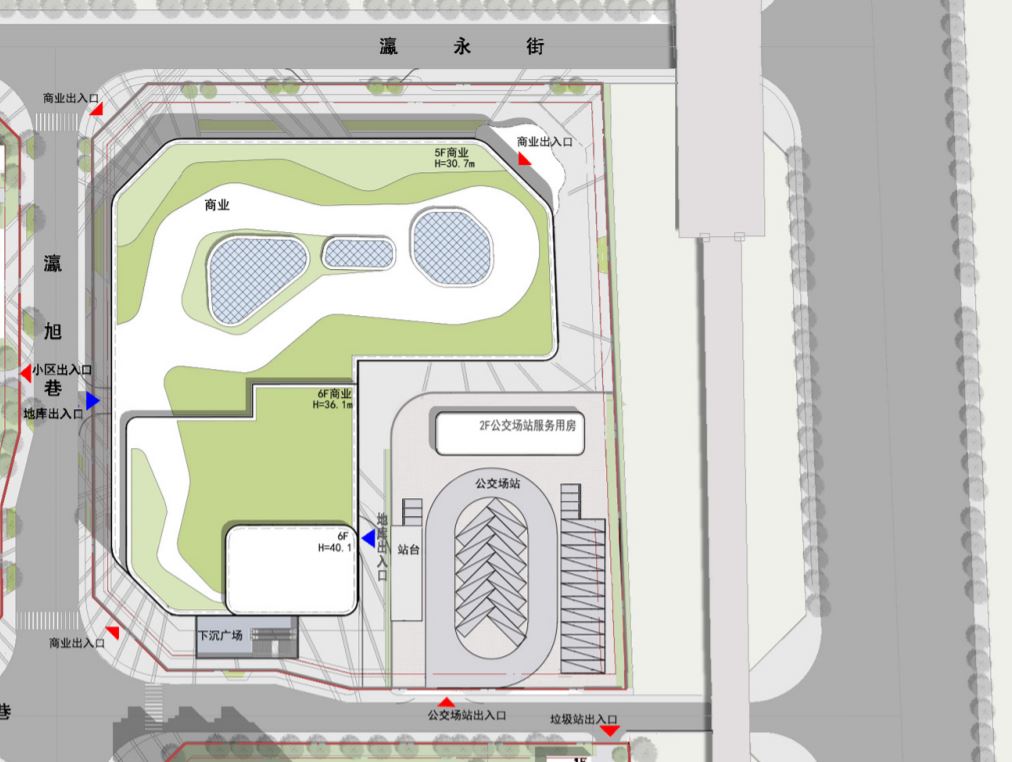 瀛永街
商业出入口
商业出入口
5F商业
H=30.7m
商业
瀛旭巷
小区出入口
地库出入口
6F商业
H=36.1m
2F公交场站服务用房
公交场站
地库出入口
6F
H=40.1
站台
下沉广场
商业出入口
巷
公交场站出入口
垃圾站出入口
1F